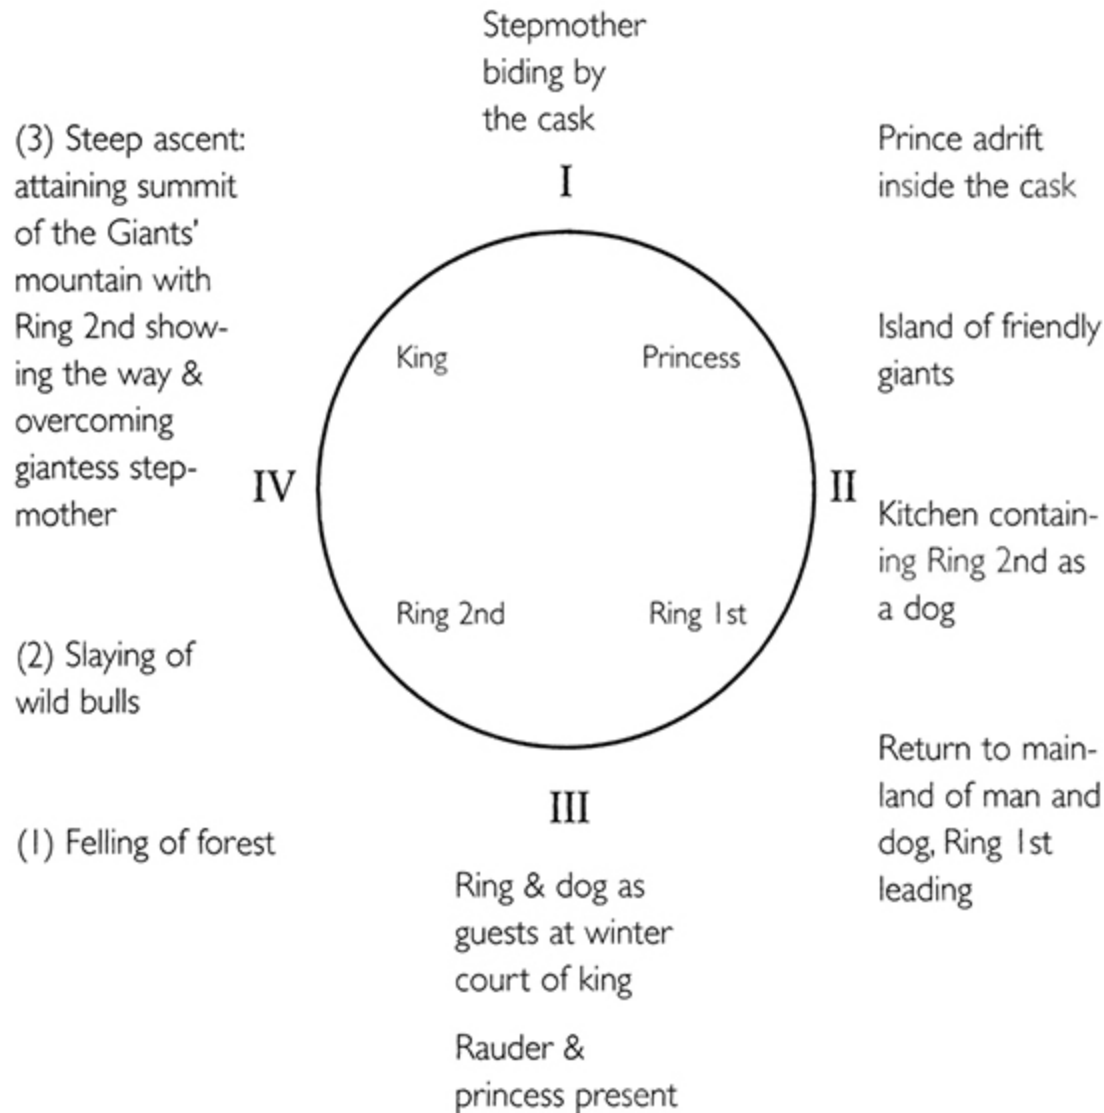 Stepmother
biding by
the cask
I
Prince adrift
inside the cask
Island of friendly
giants
II
Kitchen contain-
ing Ring 2nd as
a dog
Return to main-
land of man and
dog, Ring 1st
leading
III
Ring & dog as
guests at winter
court of king
Rauder &
princess present
(1) Felling of forest
(2) Slaying of
wild bulls
IV
(3) Steep ascent:
attaining summit
of the Giants'
mountain with
Ring 2nd show-
ing the way &
overcoming
giantess step-
mother
King
Princess
Ring 2nd
Ring 1st